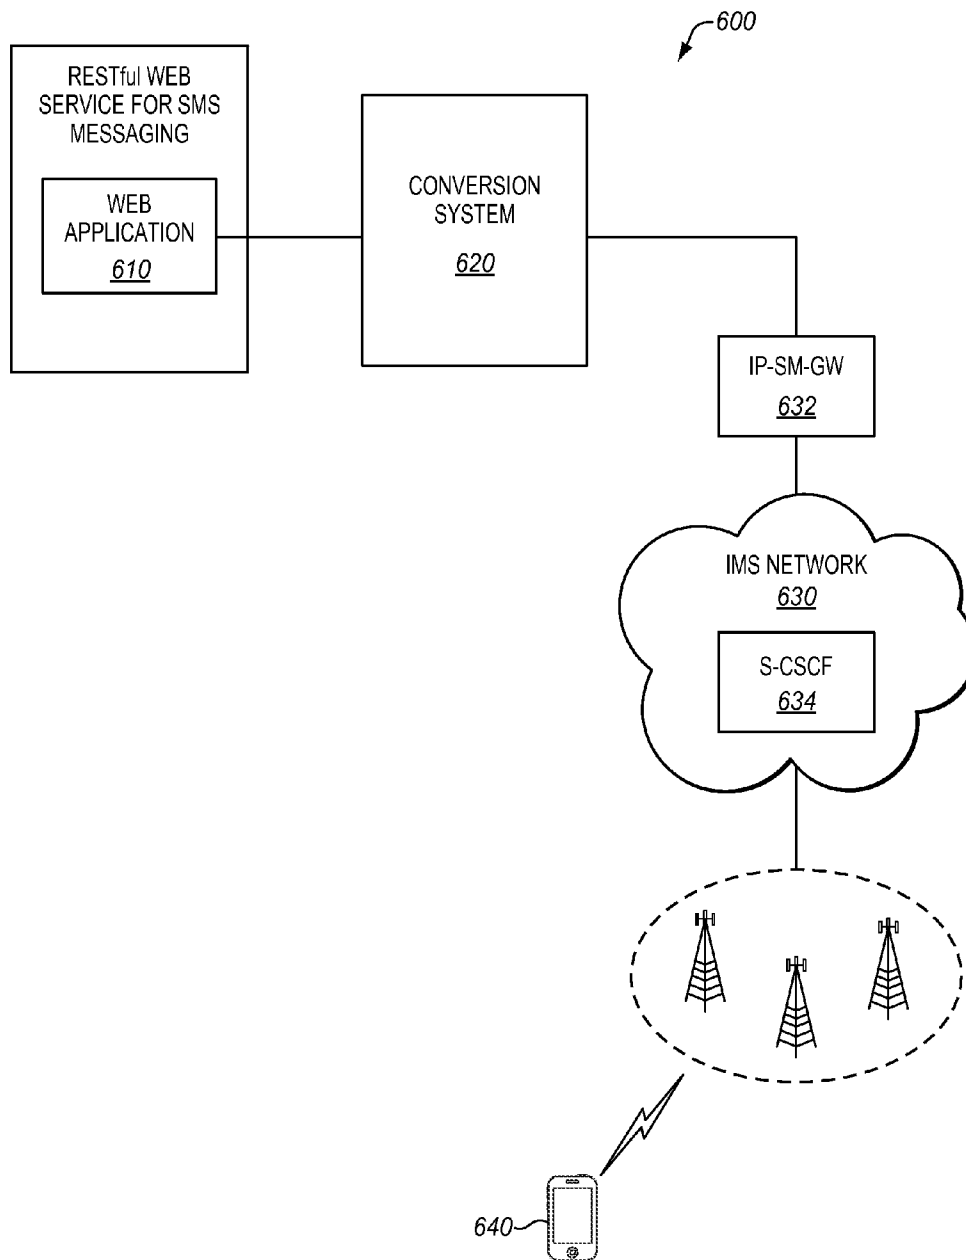 600
RESTful WEB
SERVICE FOR SMS
MESSAGING
WEB
APPLICATION
610
CONVERSION
SYSTEM
620
IP-SM-GW
632
IMS NETWORK
630
S-CSCF
634
640